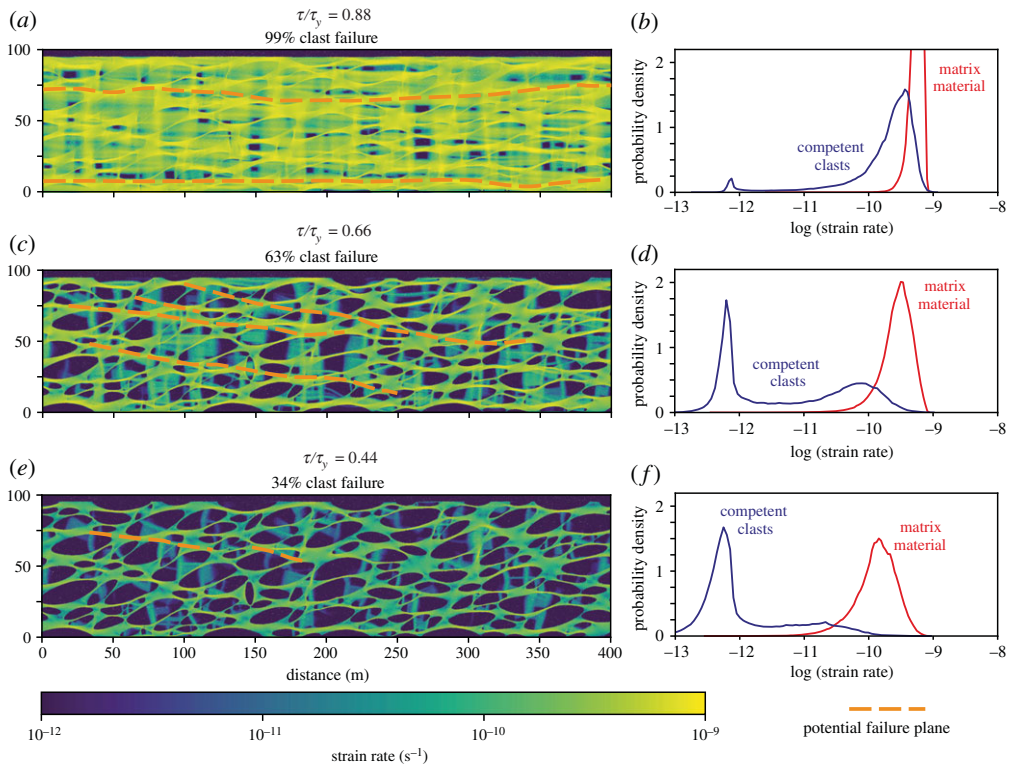 (a)
τ/τy = 0.88
99% clast failure
100
50
0
(b)
probability density
2
1
0
matrix
material
competent
clasts
−13 −12 −11 −10 −9 −8
log (strain rate)
(c)
τ/τy = 0.66
63% clast failure
100
50
0
(d)
probability density
2
1
0
matrix
material
competent
clasts
−13 −12 −11 −10 −9 −8
log (strain rate)
(e)
τ/τy = 0.44
34% clast failure
100
50
0
0 50 100 150 200 250 300 350 400
distance (m)
(f)
probability density
2
1
0
competent
clasts
matrix
material
−13 −12 −11 −10 −9 −8
log (strain rate)
10−12 10−11 10−10 10−9
strain rate (s−1)
potential failure plane